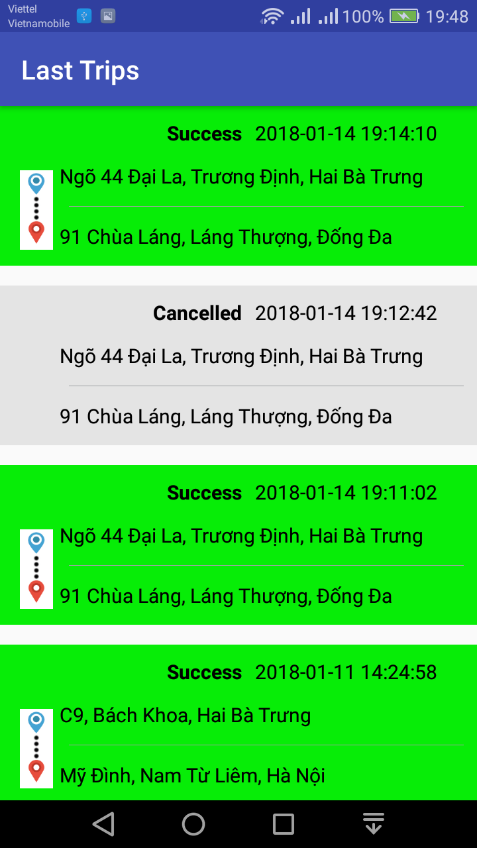 Viettel
Vietnamobile
100% 19:48
Last Trips
Success 2018-01-14 19:14:10
Ngõ 44 Đại La, Trương Định, Hai Bà Trưng
91 Chùa Láng, Láng Thượng, Đống Đa
Cancelled 2018-01-14 19:12:42
Ngõ 44 Đại La, Trương Định, Hai Bà Trưng
91 Chùa Láng, Láng Thượng, Đống Đa
Success 2018-01-14 19:11:02
Ngõ 44 Đại La, Trương Định, Hai Bà Trưng
91 Chùa Láng, Láng Thượng, Đống Đa
Success 2018-01-11 14:24:58
C9, Bách Khoa, Hai Bà Trưng
Mỹ Đình, Nam Từ Liêm, Hà Nội